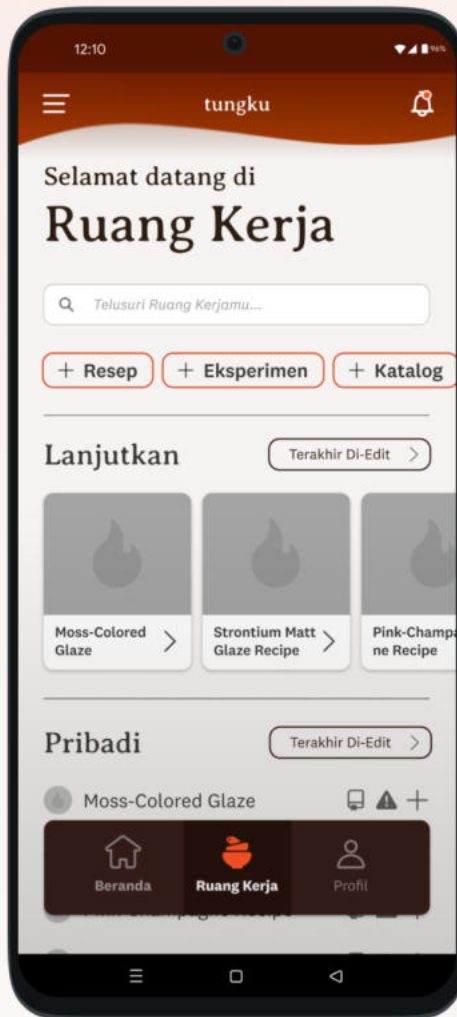 12:10
96%
tungku
Selamat datang di
Ruang Kerja
Telusuri Ruang Kerjamu...
+ Resep
+ Eksperimen
+ Katalog
Lanjutkan
Terakhir Di-Edit
Moss-Colored
Glaze
Strontium Matt
Glaze Recipe
Pink-Champa
ne Recipe
Pribadi
Terakhir Di-Edit
Moss-Colored Glaze
Beranda
Ruang Kerja
Profil